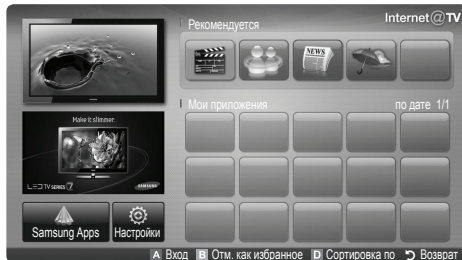 Internet@TV
Рекомендуется
NEWS
Make it slimmer.
LED TV SERIES 7
SAMSUNG
Мои приложения по дате 1/1
Samsung Apps
Настройки
A Вход B Отм. как избранное D Сортировка по Возврат